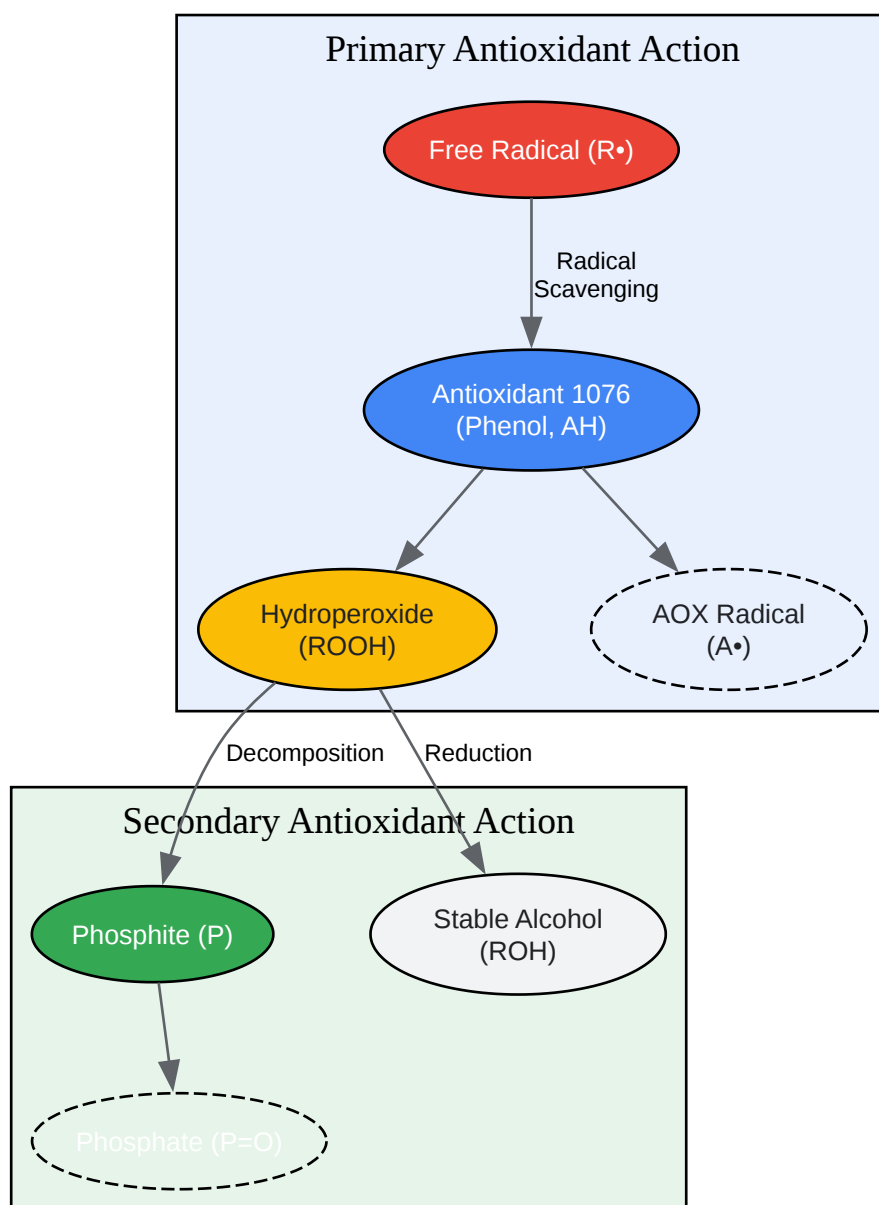 Primary Antioxidant Action
Free Radical (R•)
Radical
Scavenging
Antioxidant 1076
(Phenol, AH)
Hydroperoxide
(ROOH)
AOX Radical
(A•)
Decomposition
Reduction
Secondary Antioxidant Action
Phosphite (P)
Stable Alcohol
(ROH)
Phosphate (P=O)